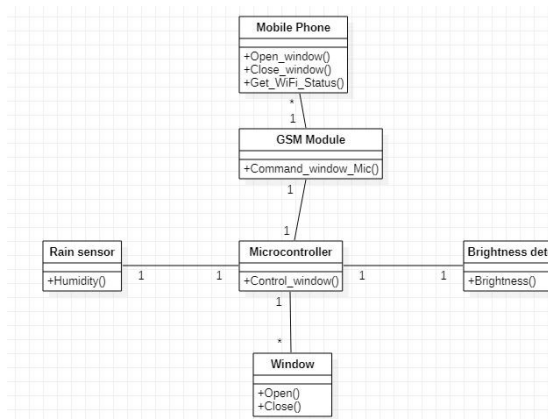 Mobile Phone
+Open_window()
+Close_window()
+Get_WiFi_Status()
*
1
GSM Module
+Command_window_Mic()
1
1
Rain sensor
+Humidity()
1
1
Microcontroller
+Control_window()
1
1
Brightness det
+Brightness()
1
*
Window
+Open()
+Close()